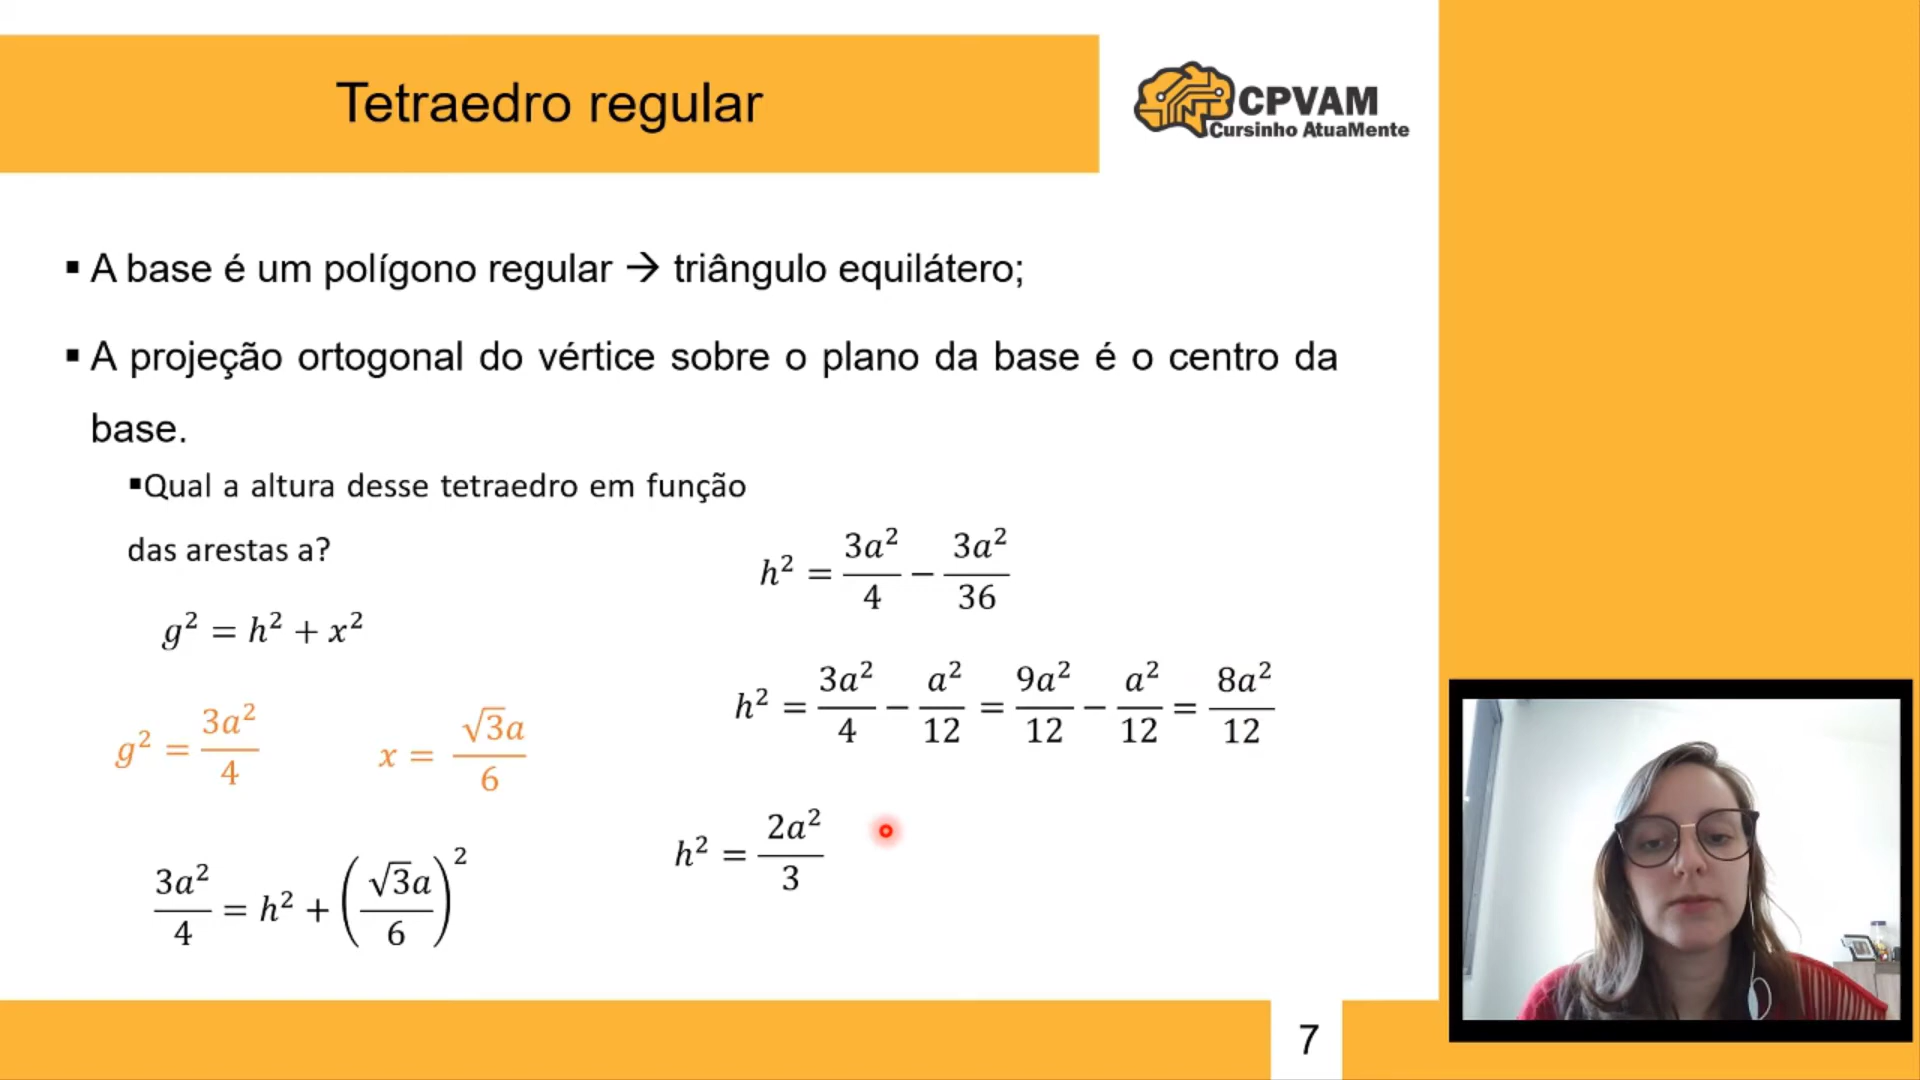 Tetraedro regular
CPVAM
Cursinho AtuaMente
▪ A base é um polígono regular → triângulo equilátero;
▪ A projeção ortogonal do vértice sobre o plano da base é o centro da
base.
▪Qual a altura desse tetraedro em função
das arestas a?
g² = h² + x²
g² = 3a²/4
x = √3a/6
3a²/4 = h² + (√3a/6)²
h² = 3a²/4 − 3a²/36
h² = 3a²/4 − a²/12 = 9a²/12 − a²/12 = 8a²/12
h² = 2a²/3
7